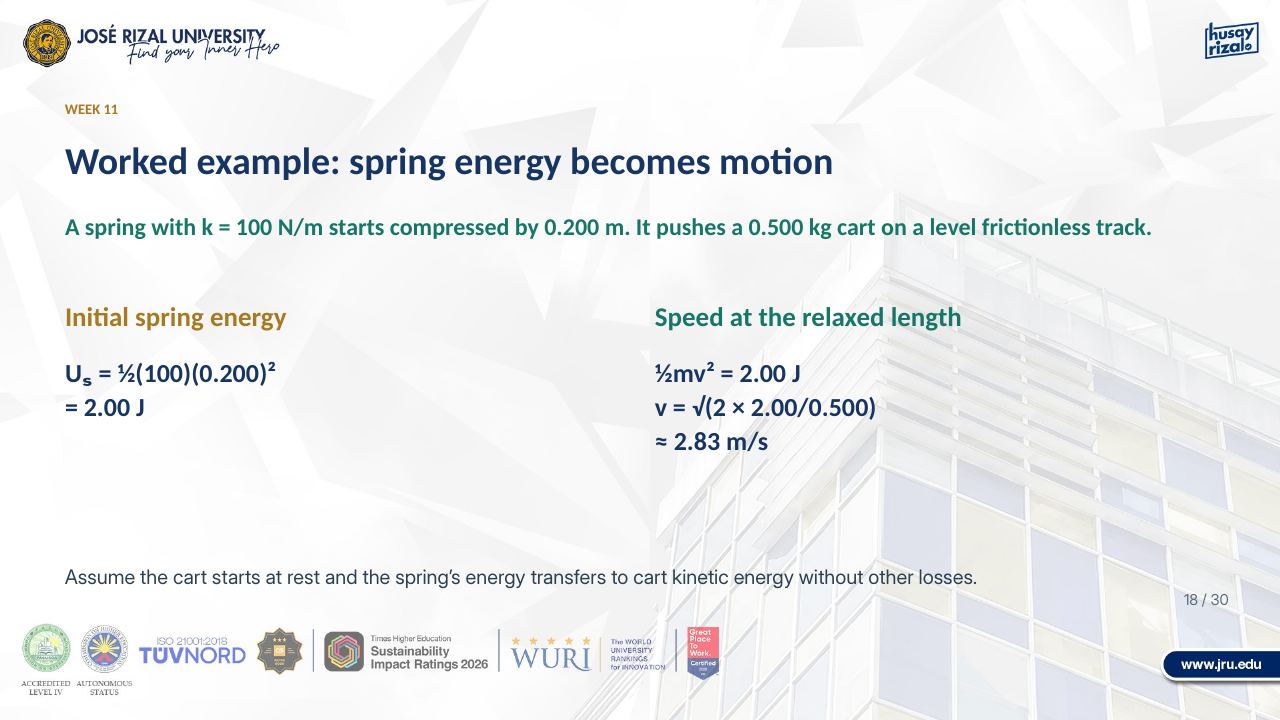 JOSÉ RIZAL UNIVERSITY
Find your Inner Hero
husay
rizal
WEEK 11
Worked example: spring energy becomes motion
A spring with k = 100 N/m starts compressed by 0.200 m. It pushes a 0.500 kg cart on a level frictionless track.
Initial spring energy
Uₛ = ½(100)(0.200)²
= 2.00 J
Speed at the relaxed length
½mv² = 2.00 J
v = √(2 × 2.00/0.500)
≈ 2.83 m/s
Assume the cart starts at rest and the spring’s energy transfers to cart kinetic energy without other losses.
18 / 30
ACCREDITED
LEVEL IV
AUTONOMOUS
STATUS
ISO 21001:2018
TÜVNORD
Times Higher Education
Sustainability
Impact Ratings 2026
WURI
The WORLD
UNIVERSITY
RANKINGS
for INNOVATION
Great
Place
To
Work.
Certified
www.jru.edu